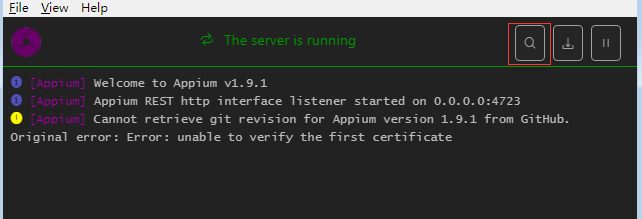 File View Help
The server is running
[Appium] Welcome to Appium v1.9.1
[Appium] Appium REST http interface listener started on 0.0.0.0:4723
[Appium] Cannot retrieve git revision for Appium version 1.9.1 from GitHub.
Original error: Error: unable to verify the first certificate